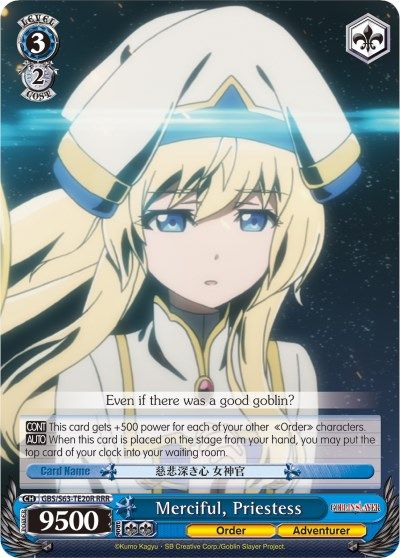 LEVEL
3
2
COST
Even if there was a good goblin?
CONT This card gets +500 power for each of your other ≪Order≫ characters.
AUTO When this card is placed on the stage from your hand, you may put the
top card of your clock into your waiting room.
Card Name 慈悲深き心 女神官
CH GBS/S63-TE20R RRR
Merciful, Priestess
GOBLIN SLAYER
POWER
9500
SOUL
Order
Adventurer
©Kumo Kagyu・SB Creative Corp./Goblin Slayer Project.